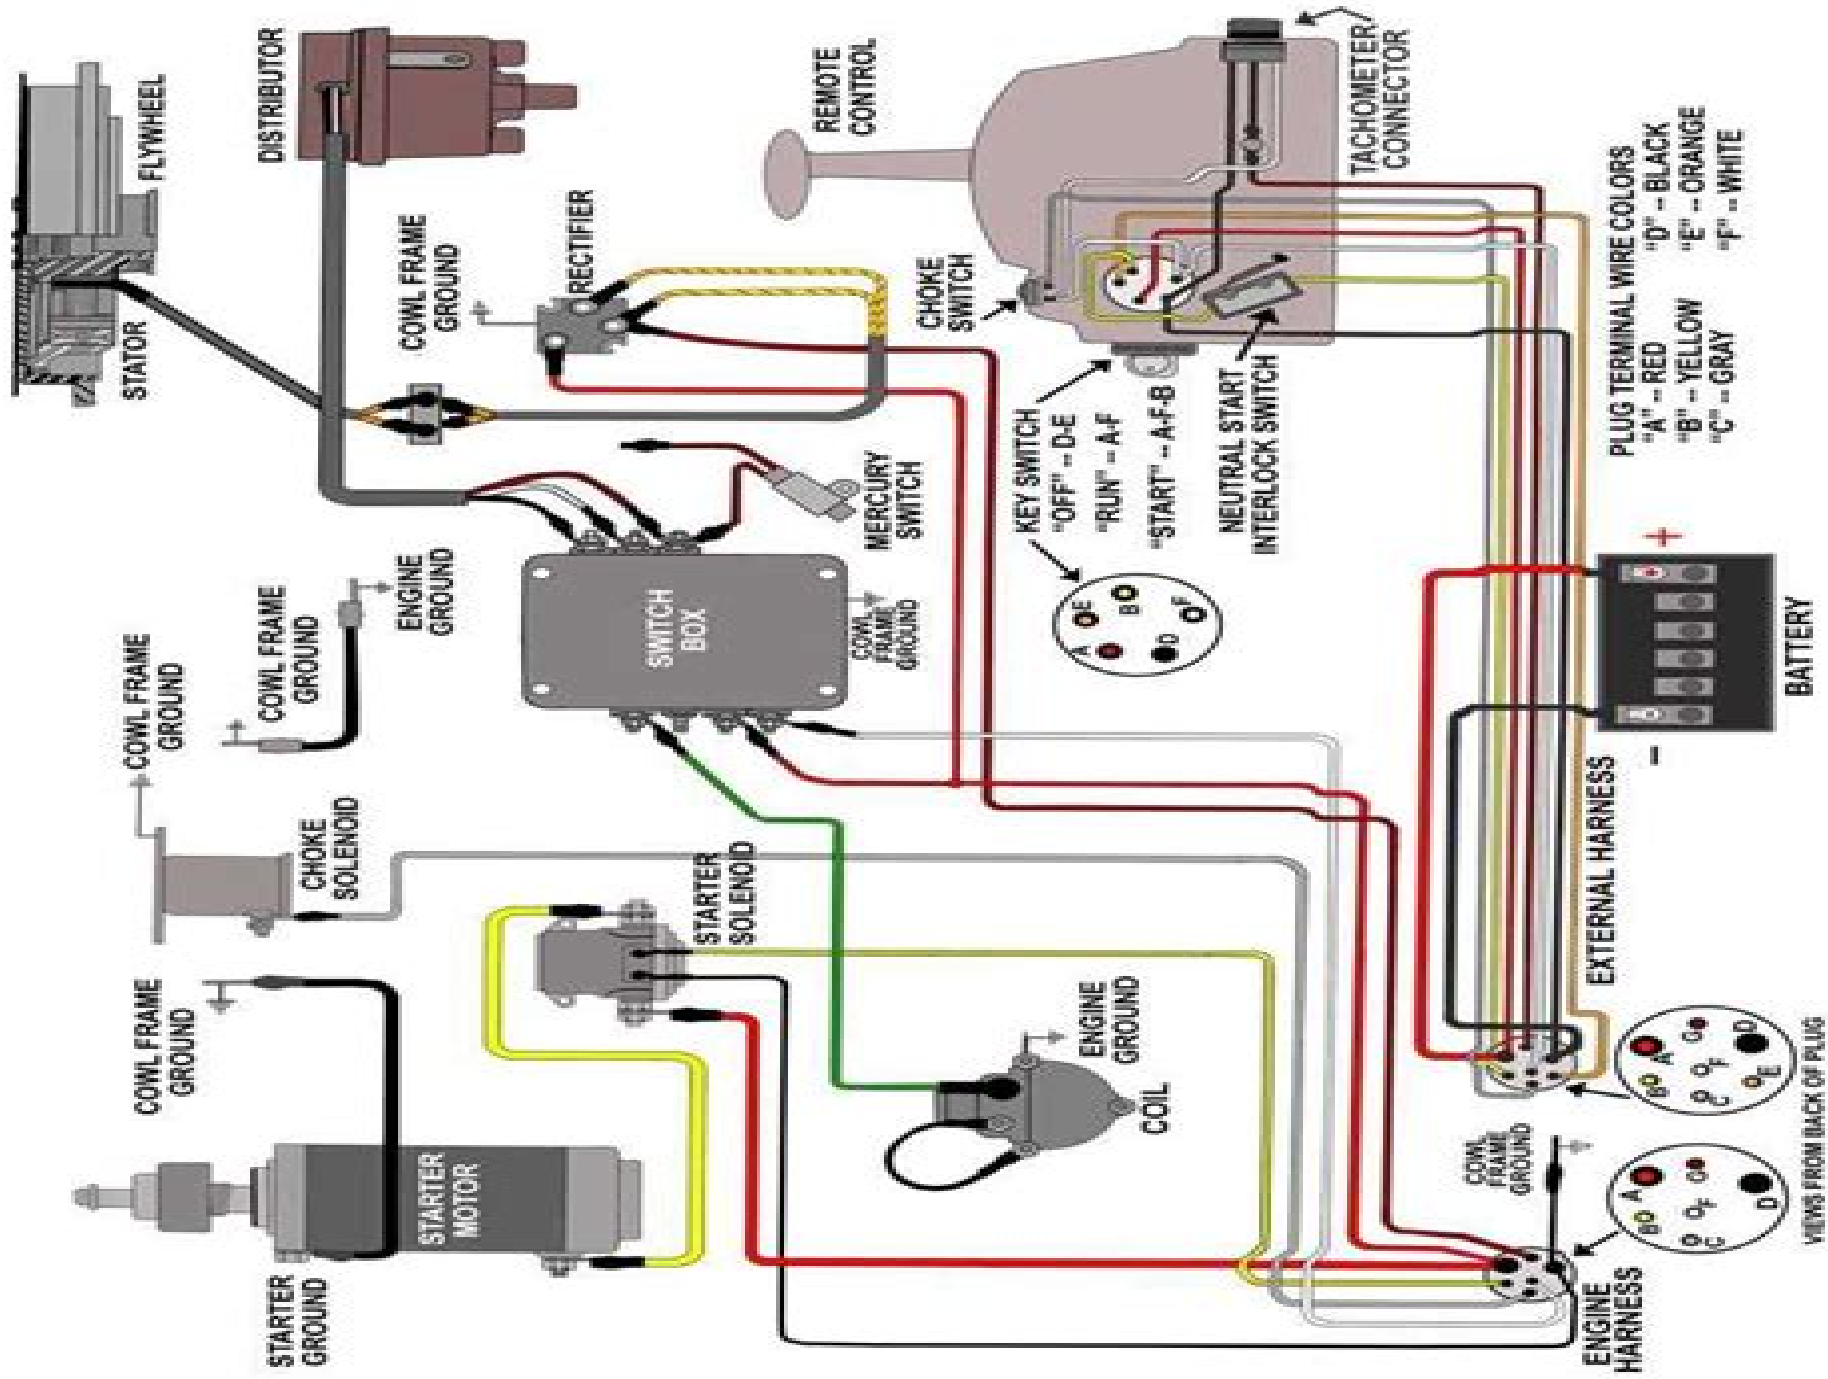 STARTER
GROUND
STARTER
MOTOR
COWL FRAME
GROUND
CHOKE
SOLENOID
COWL FRAME
GROUND
COWL FRAME
GROUND
ENGINE
GROUND
STATOR
FLYWHEEL
DISTRIBUTOR
COWL FRAME
GROUND
RECTIFIER
STARTER
SOLENOID
SWITCH
BOX
COWL
FRAME
GROUND
MERCURY
SWITCH
REMOTE
CONTROL
CHOKE
SWITCH
COIL
ENGINE
GROUND
KEY SWITCH
"OFF" -- D-E
"RUN" -- A-F
"START" -- A-F-B
A
E
B
D
F
NEUTRAL START
INTERLOCK SWITCH
TACHOMETER
CONNECTOR
COWL
FRAME
GROUND
ENGINE
HARNESS
EXTERNAL HARNESS
PLUG TERMINAL WIRE COLORS
"A" -- RED
"D" -- BLACK
"B" -- YELLOW
"E" -- ORANGE
"C" -- GRAY
"F" -- WHITE
B
A
C
F
G
D
B
A
C
F
G
E
D
- +
BATTERY
VIEWS FROM BACK OF PLUG